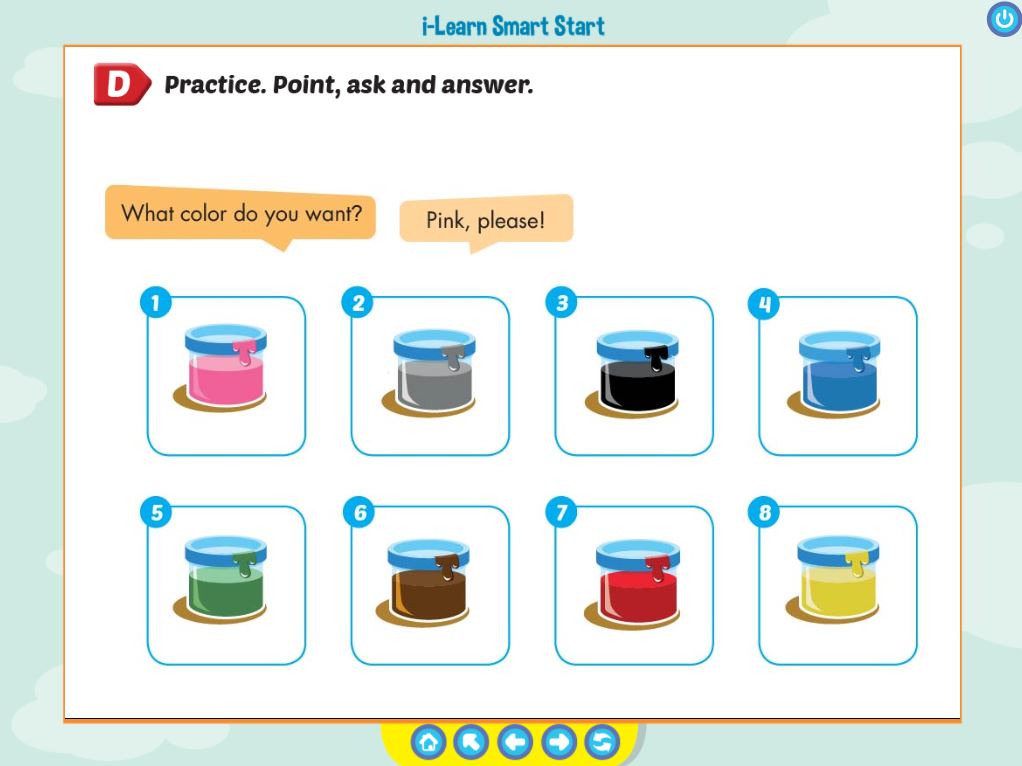 i-Learn Smart Start
D Practice. Point, ask and answer.
What color do you want?
Pink, please!
1 2 3 4
5 6 7 8